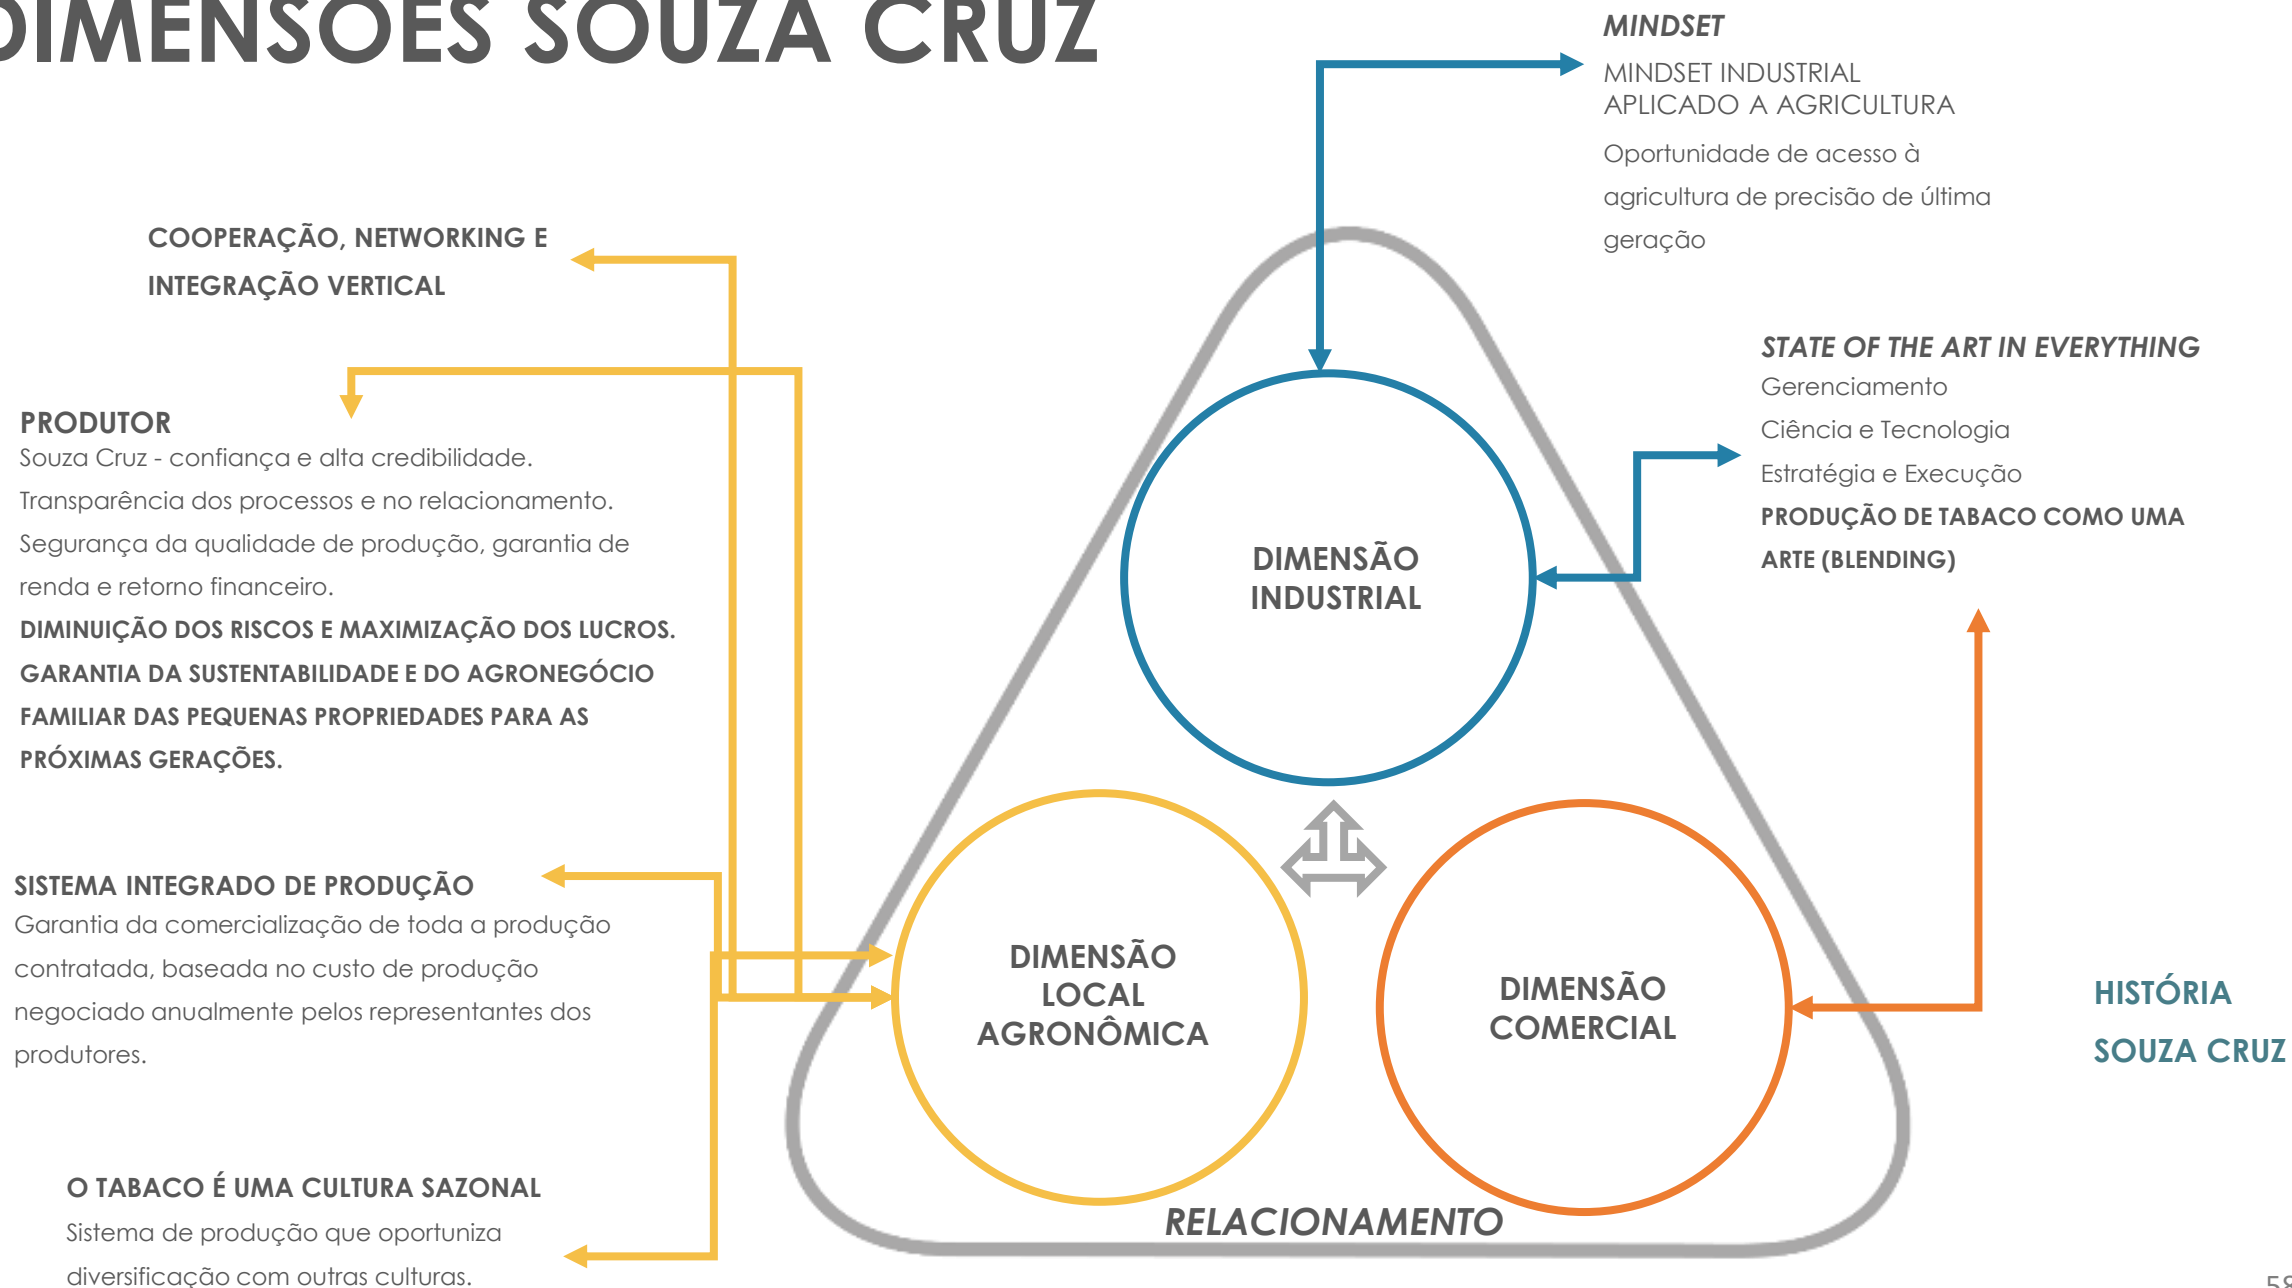 DIMENSÕES SOUZA CRUZ
MINDSET
MINDSET INDUSTRIAL
APLICADO A AGRICULTURA
Oportunidade de acesso à
agricultura de precisão de última
geração
COOPERAÇÃO, NETWORKING E
INTEGRAÇÃO VERTICAL
STATE OF THE ART IN EVERYTHING
Gerenciamento
Ciência e Tecnologia
Estratégia e Execução
PRODUÇÃO DE TABACO COMO UMA
ARTE (BLENDING)
PRODUTOR
Souza Cruz - confiança e alta credibilidade.
Transparência dos processos e no relacionamento.
Segurança da qualidade de produção, garantia de
renda e retorno financeiro.
DIMINUIÇÃO DOS RISCOS E MAXIMIZAÇÃO DOS LUCROS.
GARANTIA DA SUSTENTABILIDADE E DO AGRONEGÓCIO
FAMILIAR DAS PEQUENAS PROPRIEDADES PARA AS
PRÓXIMAS GERAÇÕES.
DIMENSÃO
INDUSTRIAL
SISTEMA INTEGRADO DE PRODUÇÃO
Garantia da comercialização de toda a produção
contratada, baseada no custo de produção
negociado anualmente pelos representantes dos
produtores.
DIMENSÃO
LOCAL
AGRONÔMICA
DIMENSÃO
COMERCIAL
HISTÓRIA
SOUZA CRUZ
O TABACO É UMA CULTURA SAZONAL
Sistema de produção que oportuniza
diversificação com outras culturas.
RELACIONAMENTO